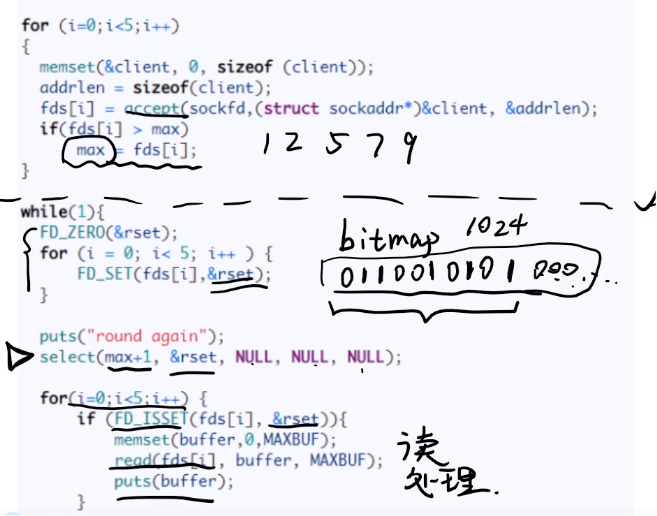 for (i=0;i<5;i++)
{
memset(&client, 0, sizeof (client));
addrlen = sizeof(client);
fds[i] = accept(sockfd,(struct sockaddr*)&client, &addrlen);
if(fds[i] > max)
max = fds[i];
1 2 5 7 9
}
while(1){
FD_ZERO(&rset);
for (i = 0; i< 5; i++ ) {
FD_SET(fds[i],&rset);
}
bitmap 1024
0110010101 000.....
puts("round again");
select(max+1, &rset, NULL, NULL, NULL);
for(i=0;i<5;i++) {
if (FD_ISSET(fds[i], &rset)){
memset(buffer,0,MAXBUF);
read(fds[i], buffer, MAXBUF);
puts(buffer);
}
读
处理.